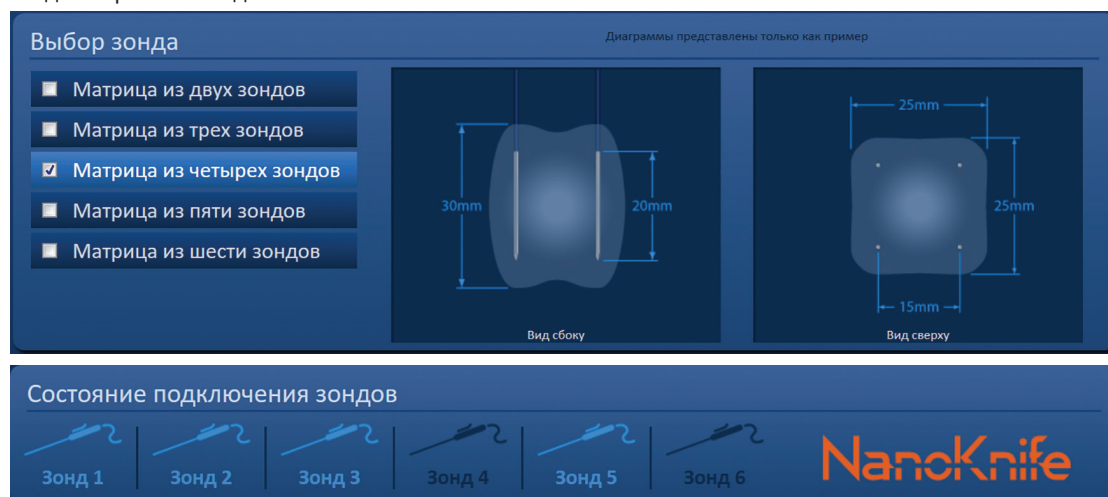 Выбор зонда
Диаграммы представлены только как пример
Матрица из двух зондов
Матрица из трех зондов
Матрица из четырех зондов
Матрица из пяти зондов
Матрица из шести зондов
30mm
20mm
Вид сбоку
25mm
25mm
15mm
Вид сверху
Состояние подключения зондов
Зонд 1
Зонд 2
Зонд 3
Зонд 4
Зонд 5
Зонд 6
NanoKnife